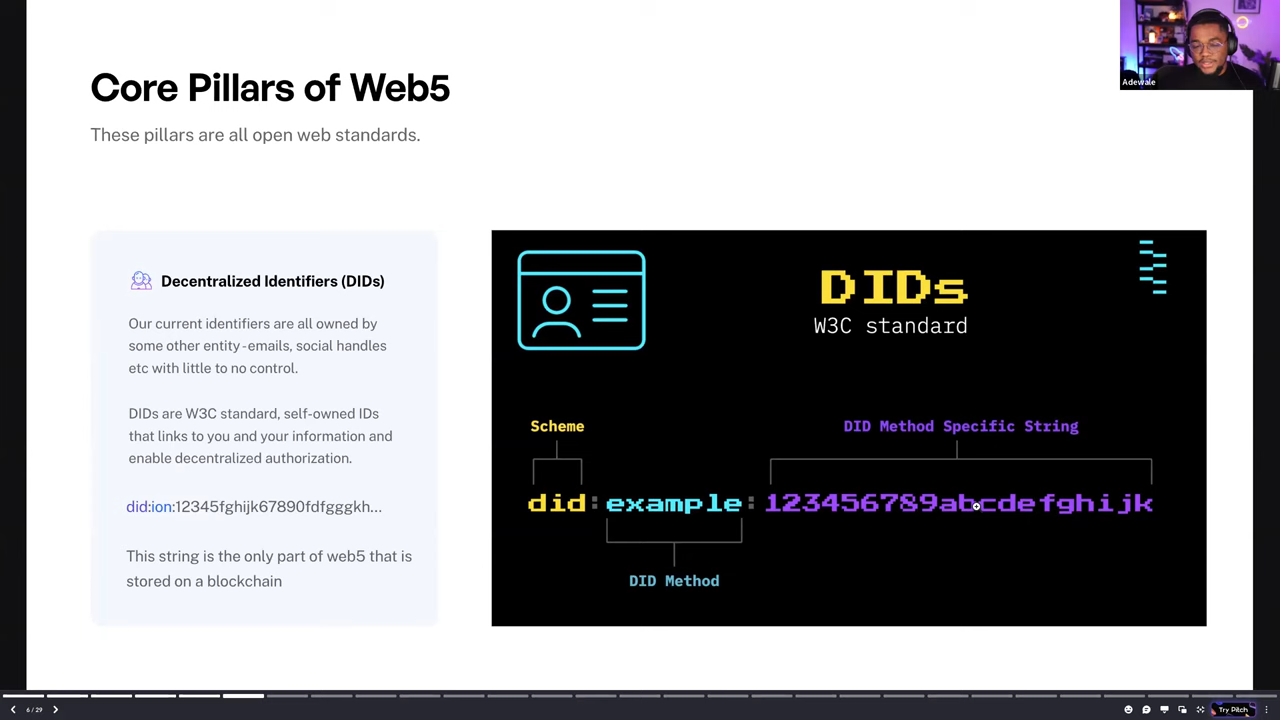 Adewale
Core Pillars of Web5
These pillars are all open web standards.
Decentralized Identifiers (DIDs)
Our current identifiers are all owned by
some other entity - emails, social handles
etc with little to no control.
DIDs are W3C standard, self-owned IDs
that links to you and your information and
enable decentralized authorization.
did:ion:12345fghijk67890fdfgggkh...
This string is the only part of web5 that is
stored on a blockchain
DIDs
W3C standard
Scheme
DID Method Specific String
did:example:123456789abcdefghijk
DID Method
6 / 29
Try Pitch